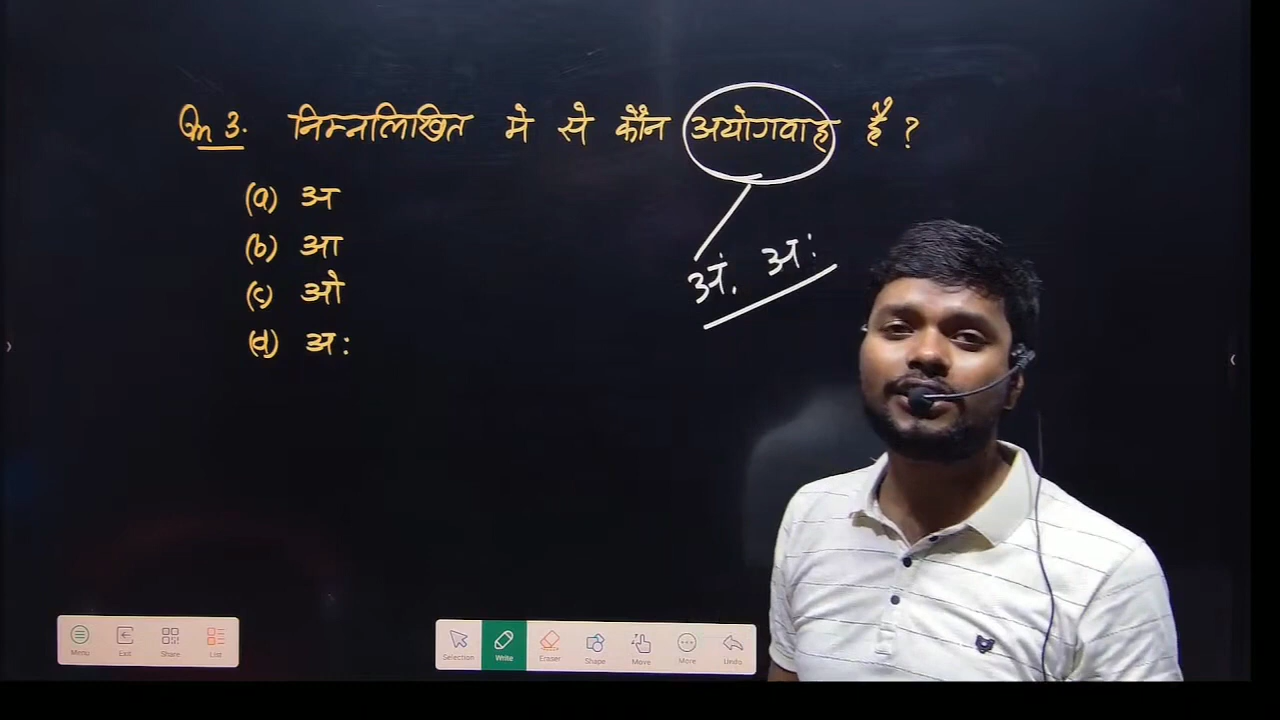 Qn 3. निम्नलिखित मे से कौन अयोगवाह है ?
(a) अ
(b) आ
(c) ओ
(d) अः
अं. अः
Menu Exit Share List
Selection Write Eraser Shape Move More Undo